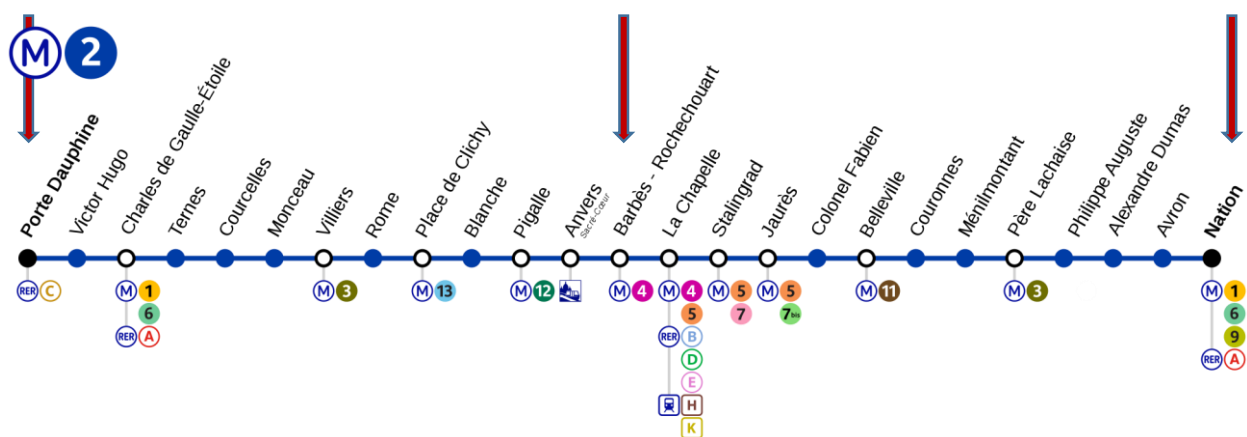 M 2
Porte Dauphine
Victor Hugo
Charles de Gaulle-Étoile
Ternes
Courcelles
Monceau
Villiers
Rome
Place de Clichy
Blanche
Pigalle
Anvers
Sacré-Cœur
Barbès - Rochechouart
La Chapelle
Stalingrad
Jaurès
Colonel Fabien
Belleville
Couronnes
Ménilmontant
Père Lachaise
Philippe Auguste
Alexandre Dumas
Avron
Nation
RER C
M 1
6
RER A
M 3
M 13
M 12
M 4
M 4
5
RER B
D
E
H
K
M 5
7
M 5
7bis
M 11
M 3
M 1
6
9
RER A